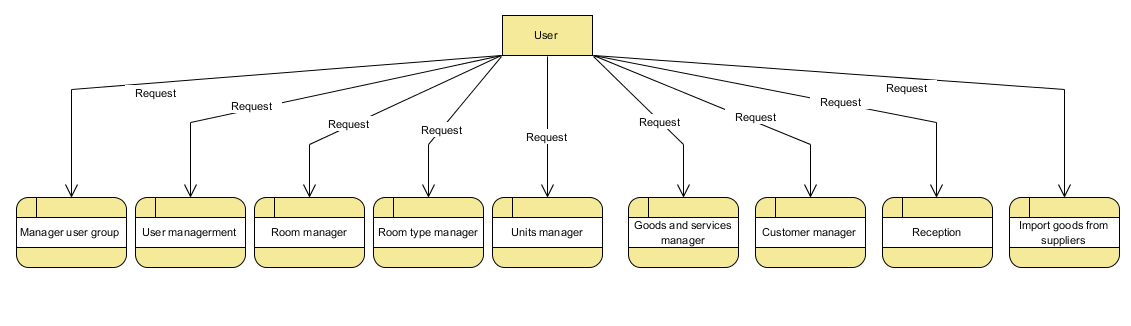 User
Request
Request
Request
Request
Request
Request
Request
Request
Request
Manager user group
User managerment
Room manager
Room type manager
Units manager
Goods and services
manager
Customer manager
Reception
Import goods from
suppliers